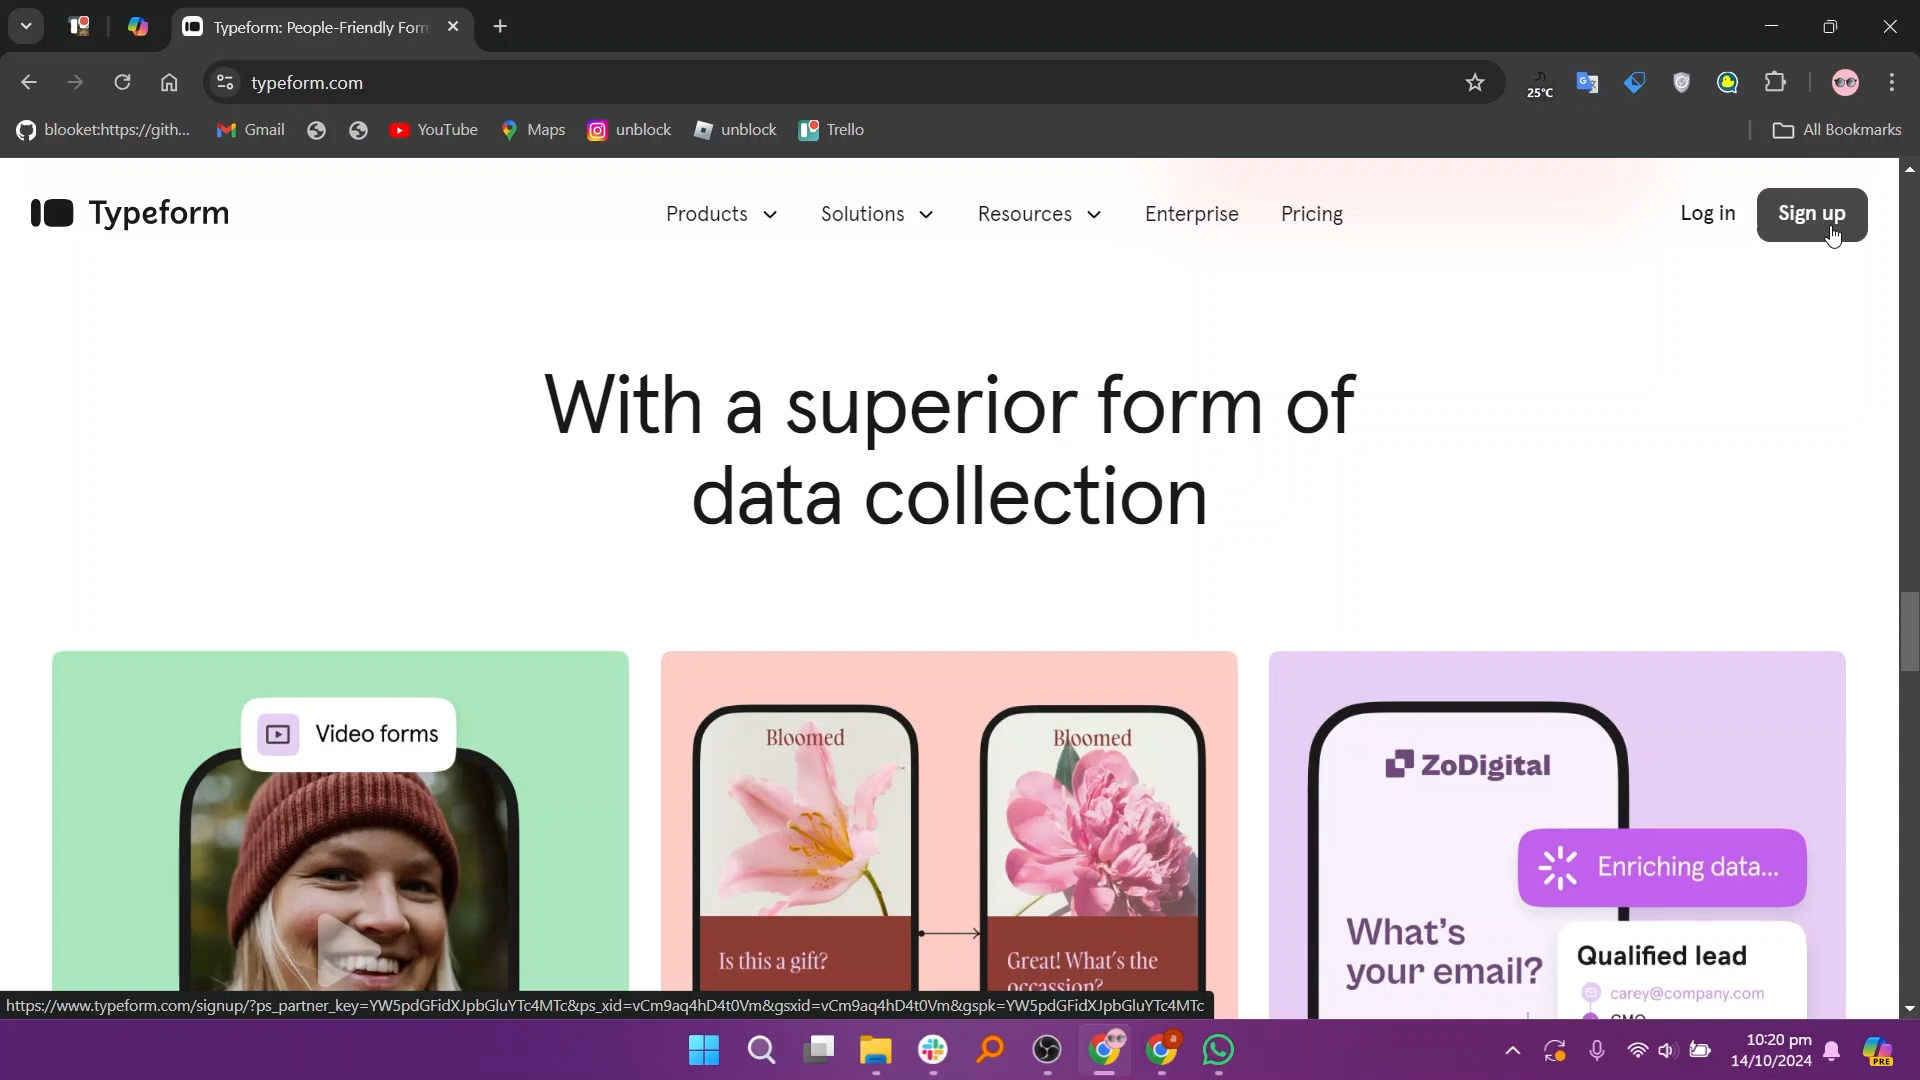 Typeform: People-Friendly Form
typeform.com
25°C
blooket:https://gith...
Gmail
YouTube
Maps
unblock
unblock
Trello
All Bookmarks
Typeform
Products
Solutions
Resources
Enterprise
Pricing
Log in
Sign up
With a superior form of
data collection
Video forms
Bloomed
Is this a gift?
Bloomed
Great! What's the
occassion?
ZoDigital
Enriching data...
What's
your email?
Qualified lead
carey@company.com
CMO
https://www.typeform.com/signup/?ps_partner_key=YW5pdGFidXJpbGluYTc4MTc&ps_xid=vCm9aq4hD4t0Vm&gsxid=vCm9aq4hD4t0Vm&gspk=YW5pdGFidXJpbGluYTc4MTc
10:20 pm
14/10/2024
PRE